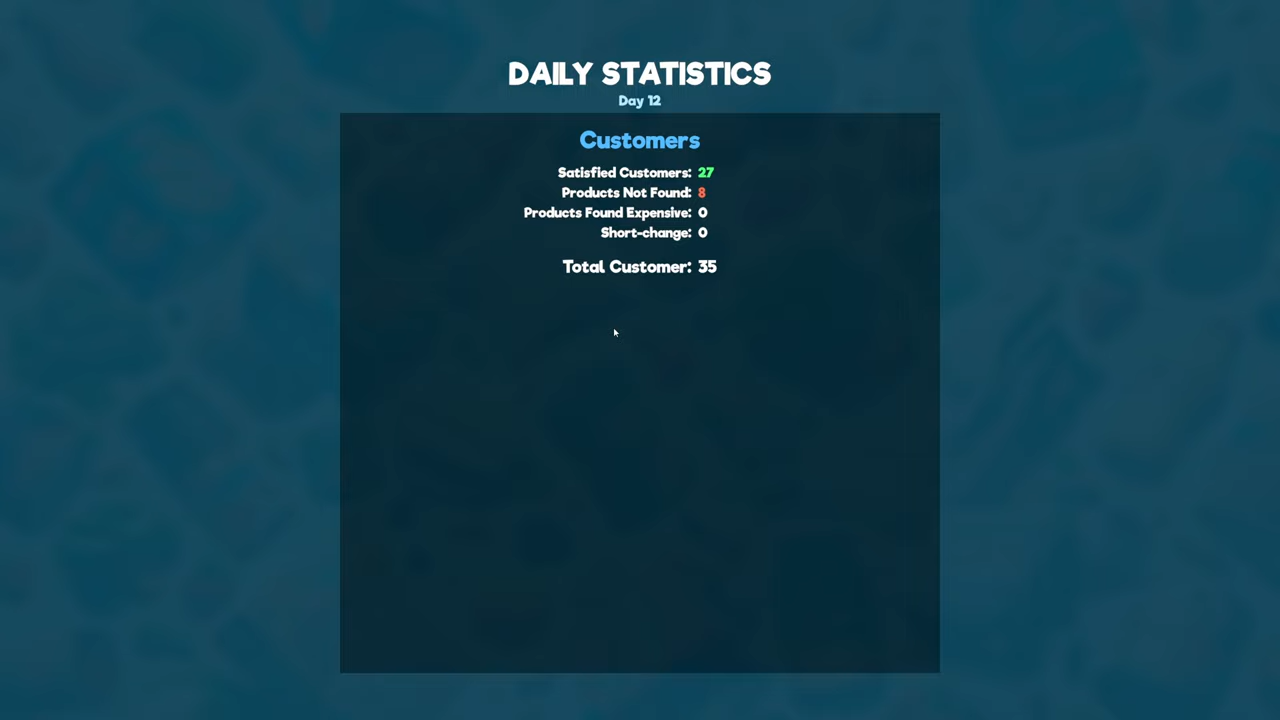 DAILY STATISTICS
Day 12
Customers
Satisfied Customers: 27
Products Not Found: 8
Products Found Expensive: 0
Short-change: 0
Total Customer: 35